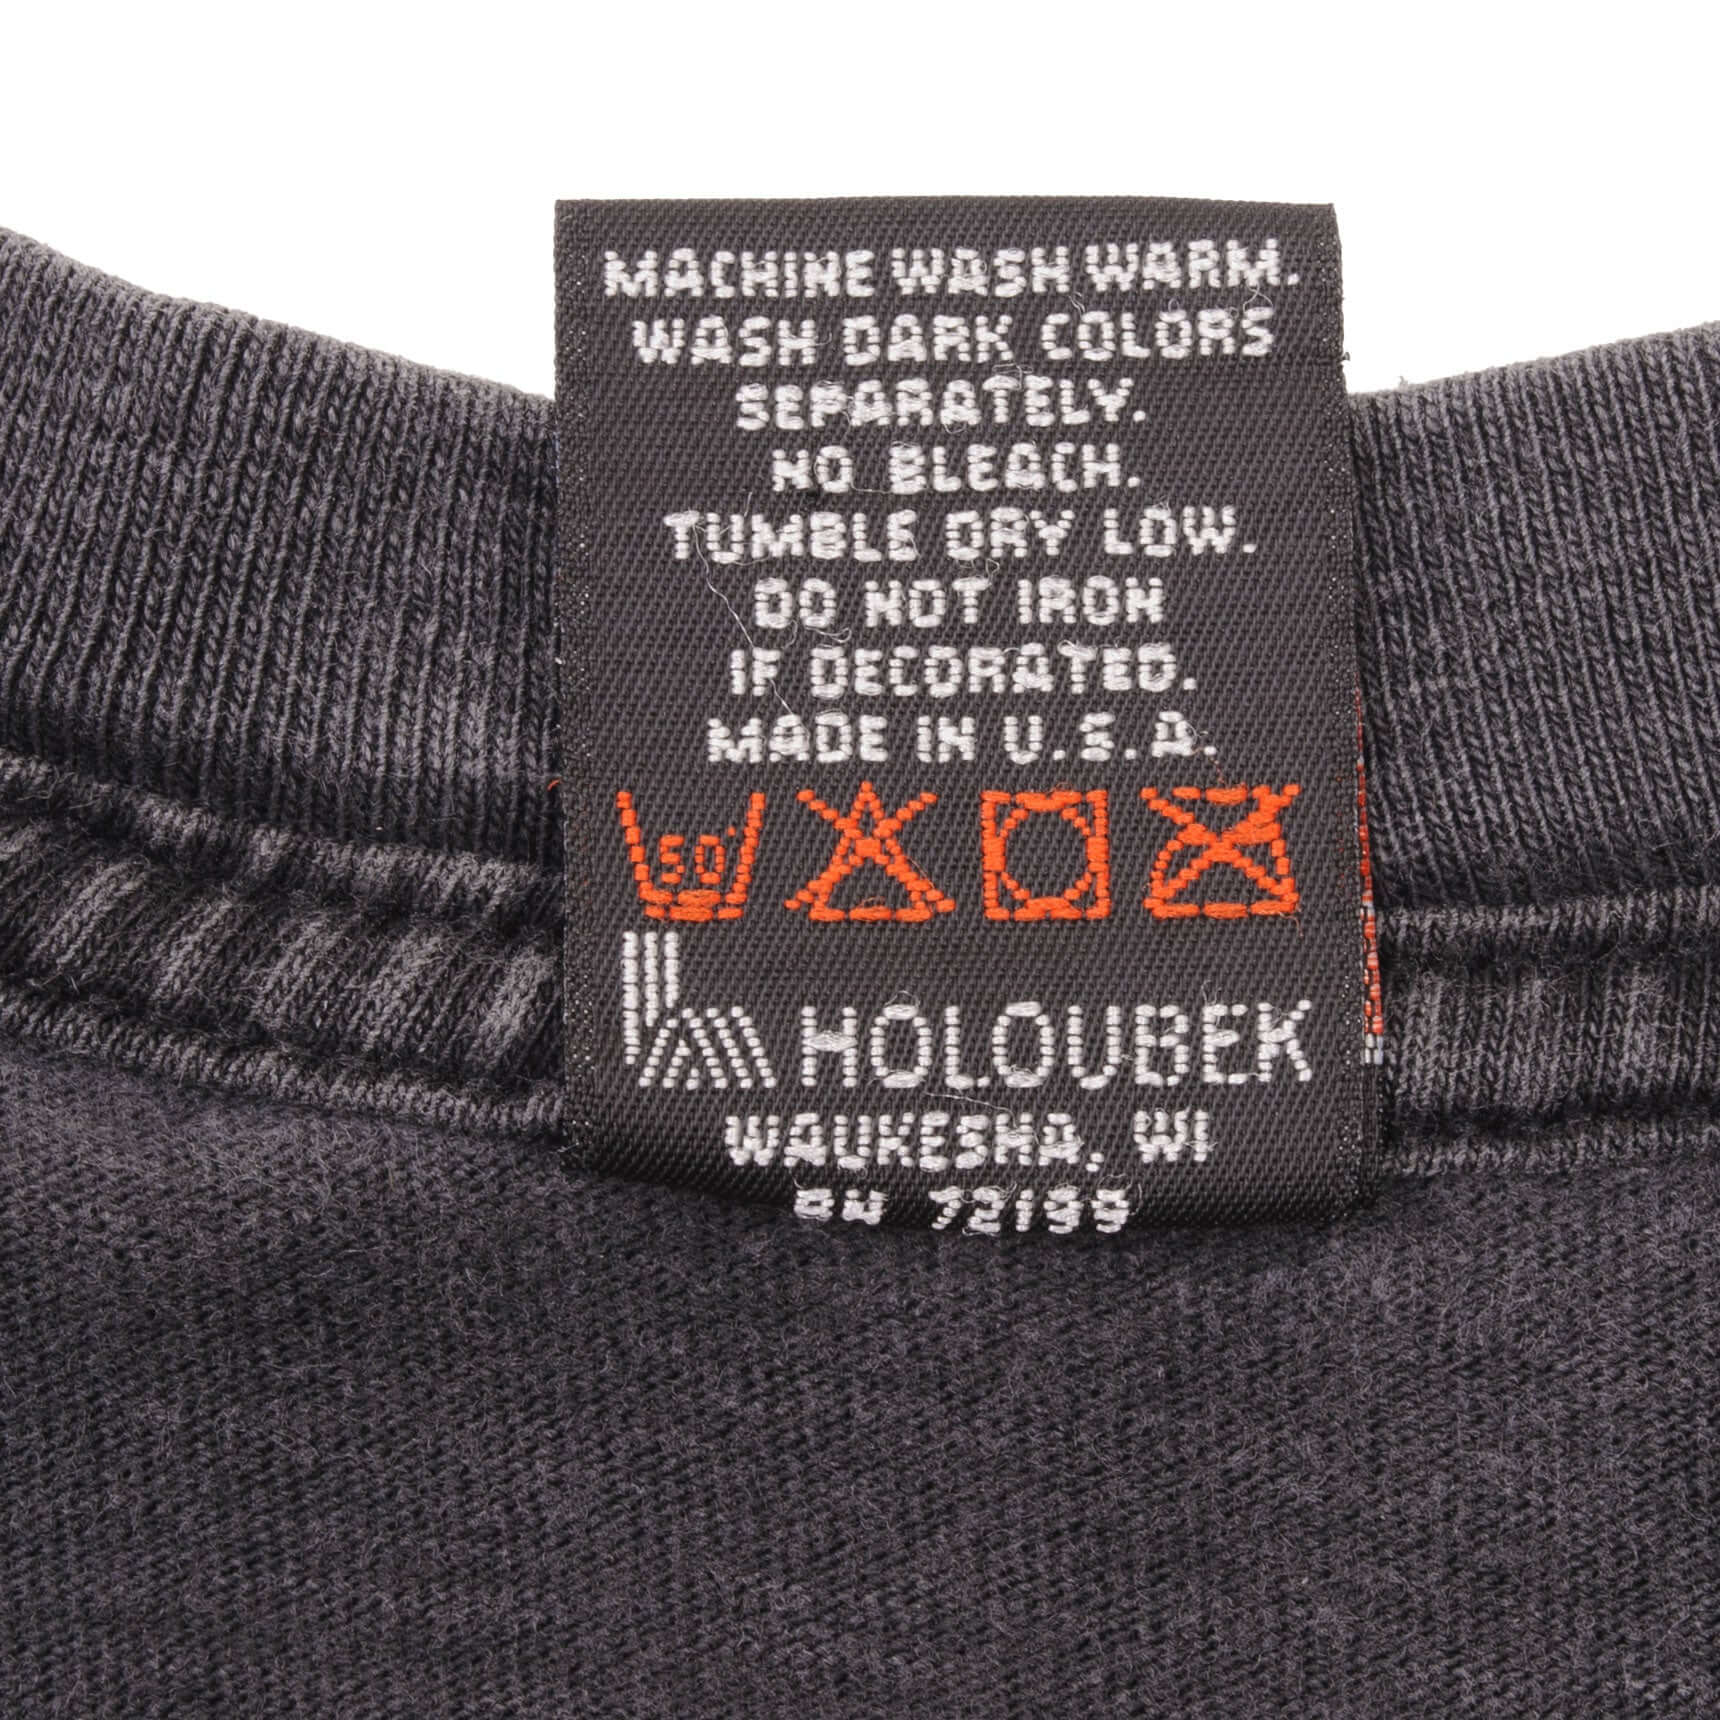 MACHINE WASH WARM.
WASH DARK COLORS
SEPARATELY.
NO BLEACH.
TUMBLE DRY LOW.
DO NOT IRON
IF DECORATED.
MADE IN U.S.A.
50°
HOLOUBEK
WAUKESHA, WI
RN 72199